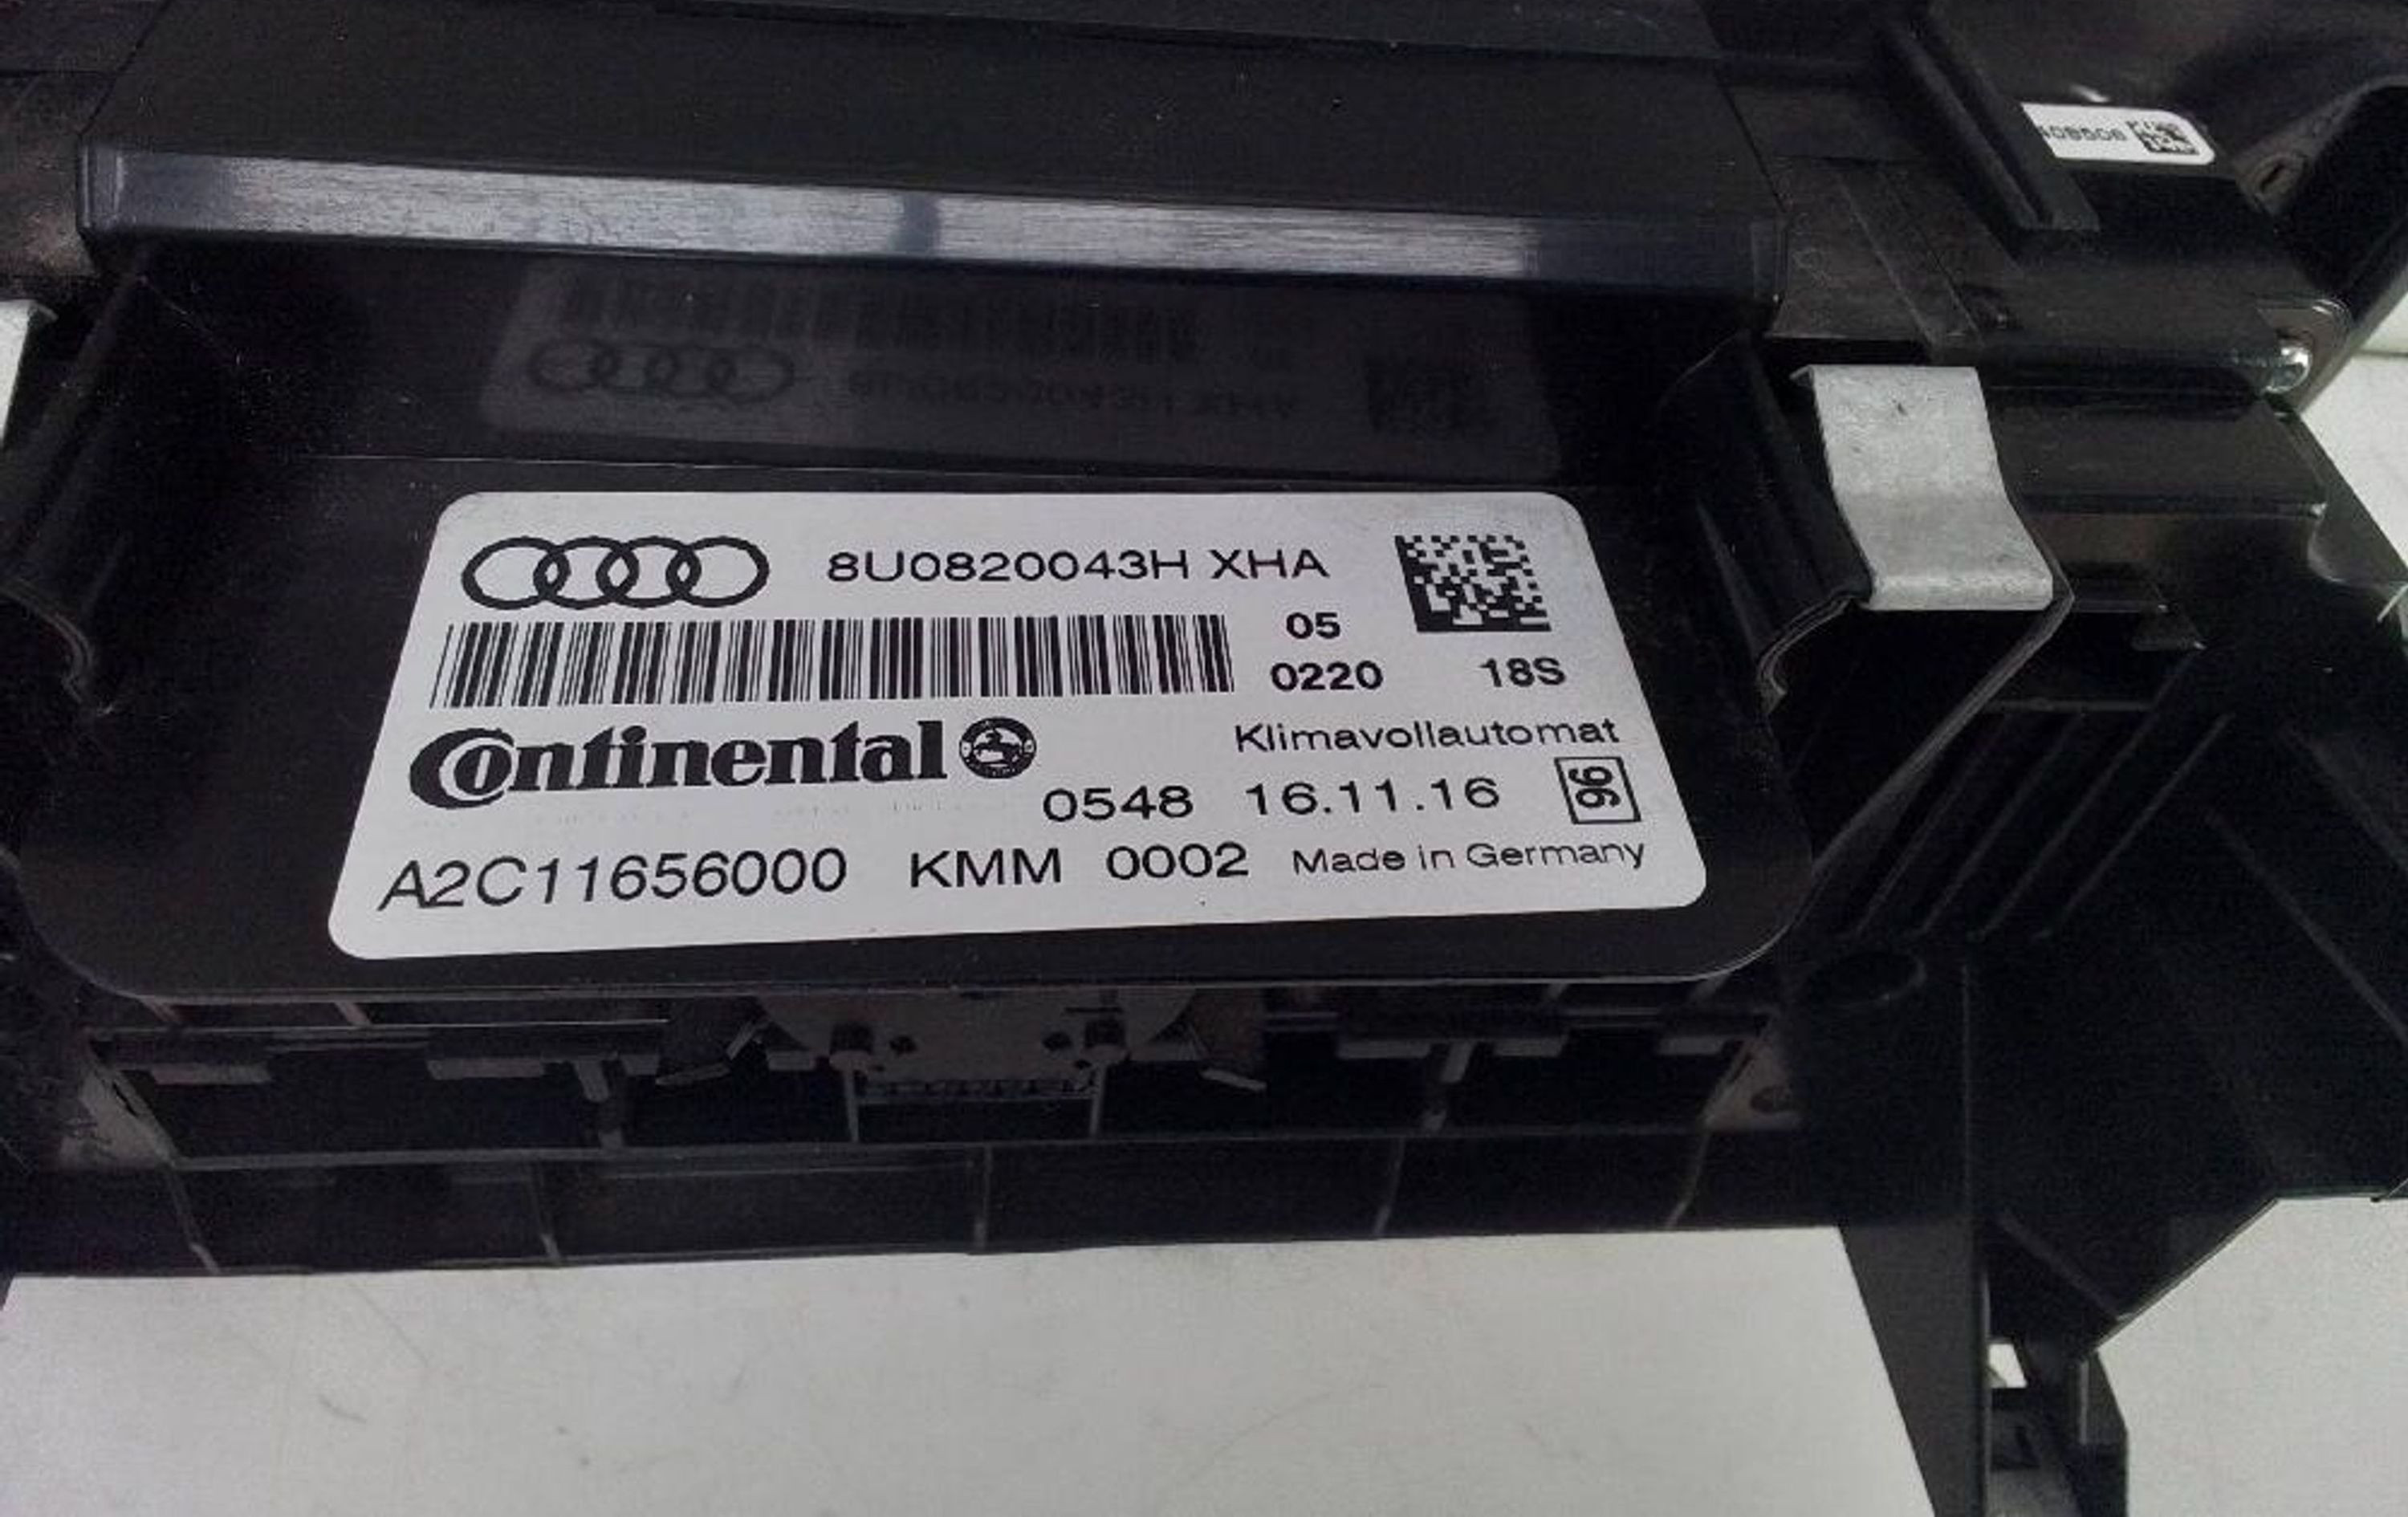 8U0820043H XHA
05
0220 18S
Continental
Klimavollautomat
0548 16.11.16 96
A2C11656000 KMM 0002 Made in Germany